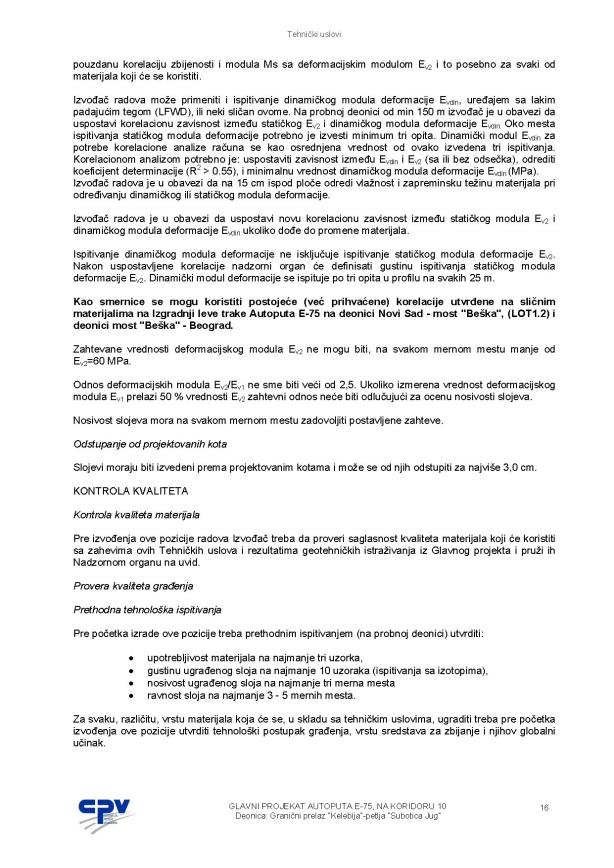 Tehnički uslovi
pouzdanu korelaciju zbijenosti i modula Ms sa deformacijskim modulom Ev2 i to posebno za svaki od
materijala koji će se koristiti.
Izvođač radova može primeniti i ispitivanje dinamičkog modula deformacije Evdin, uređajem sa lakim
padajućim tegom (LFWD), ili neki sličan ovome. Na probnoj deonici od min 150 m izvođač je u obavezi da
uspostavi korelacionu zavisnost između statičkog Ev2 i dinamičkog modula deformacije Evdin. Oko mesta
ispitivanja statičkog modula deformacije potrebno je izvesti minimum tri opita. Dinamički modul Evdin za
potrebe korelacione analize računa se kao osrednjena vrednost od ovako izvedena tri ispitivanja.
Korelacionom analizom potrebno je: uspostaviti zavisnost između Evdin i Ev2 (sa ili bez odsečka), odrediti
koeficijent determinacije (R2 > 0.55), i minimalnu vrednost dinamičkog modula deformacije Evdin (MPa).
Izvođač radova je u obavezi da na 15 cm ispod ploče odredi vlažnost i zapreminsku težinu materijala pri
određivanju dinamičkog ili statičkog modula deformacije.
Izvođač radova je u obavezi da uspostavi novu korelacionu zavisnost između statičkog modula Ev2 i
dinamičkog modula deformacije Evdin ukoliko dođe do promene materijala.
Ispitivanje dinamičkog modula deformacije ne isključuje ispitivanje statičkog modula deformacije Ev2.
Nakon uspostavljene korelacije nadzorni organ će definisati gustinu ispitivanja statičkog modula
deformacije Ev2. Dinamički modul deformacije se ispituje po tri opita u profilu na svakih 25 m.
Kao smernice se mogu koristiti postojeće (već prihvaćene) korelacije utvrđene na sličnim
materijalima na Izgradnji leve trake Autoputa E-75 na deonici Novi Sad - most "Beška", (LOT1.2) i
deonici most "Beška" - Beograd.
Zahtevane vrednosti deformacijskog modula Ev2 ne mogu biti, na svakom mernom mestu manje od
Ev2=60 MPa.
Odnos deformacijskih modula Ev2/Ev1 ne sme biti veći od 2,5. Ukoliko izmerena vrednost deformacijskog
modula Ev1 prelazi 50 % vrednosti Ev2 zahtevni odnos neće biti odlučujući za ocenu nosivosti slojeva.
Nosivost slojeva mora na svakom mernom mestu zadovoljiti postavljene zahteve.
Odstupanje od projektovanih kota
Slojevi moraju biti izvedeni prema projektovanim kotama i može se od njih odstupiti za najviše 3,0 cm.
KONTROLA KVALITETA
Kontrola kvaliteta materijala
Pre izvođenja ove pozicije radova Izvođač treba da proveri saglasnost kvaliteta materijala koji će koristiti
sa zahevima ovih Tehničkih uslova i rezultatima geotehničkih istraživanja iz Glavnog projekta i pruži ih
Nadzornom organu na uvid.
Provera kvaliteta građenja
Prethodna tehnološka ispitivanja
Pre početka izrade ove pozicije treba prethodnim ispitivanjem (na probnoj deonici) utvrditi:
• upotrebljivost materijala na najmanje tri uzorka,
• gustinu ugrađenog sloja na najmanje 10 uzoraka (ispitivanja sa izotopima),
• nosivost ugrađenog sloja na najmanje tri merna mesta
• ravnost sloja na najmanje 3 - 5 mernih mesta.
Za svaku, različitu, vrstu materijala koja će se, u skladu sa tehničkim uslovima, ugraditi treba pre početka
izvođenja ove pozicije utvrditi tehnološki postupak građenja, vrstu sredstava za zbijanje i njihov globalni
učinak.
CPV
GLAVNI PROJEKAT AUTOPUTA E-75, NA KORIDORU 10
16
Deonica: Granični prelaz "Kelebija"-petlja "Subotica Jug"